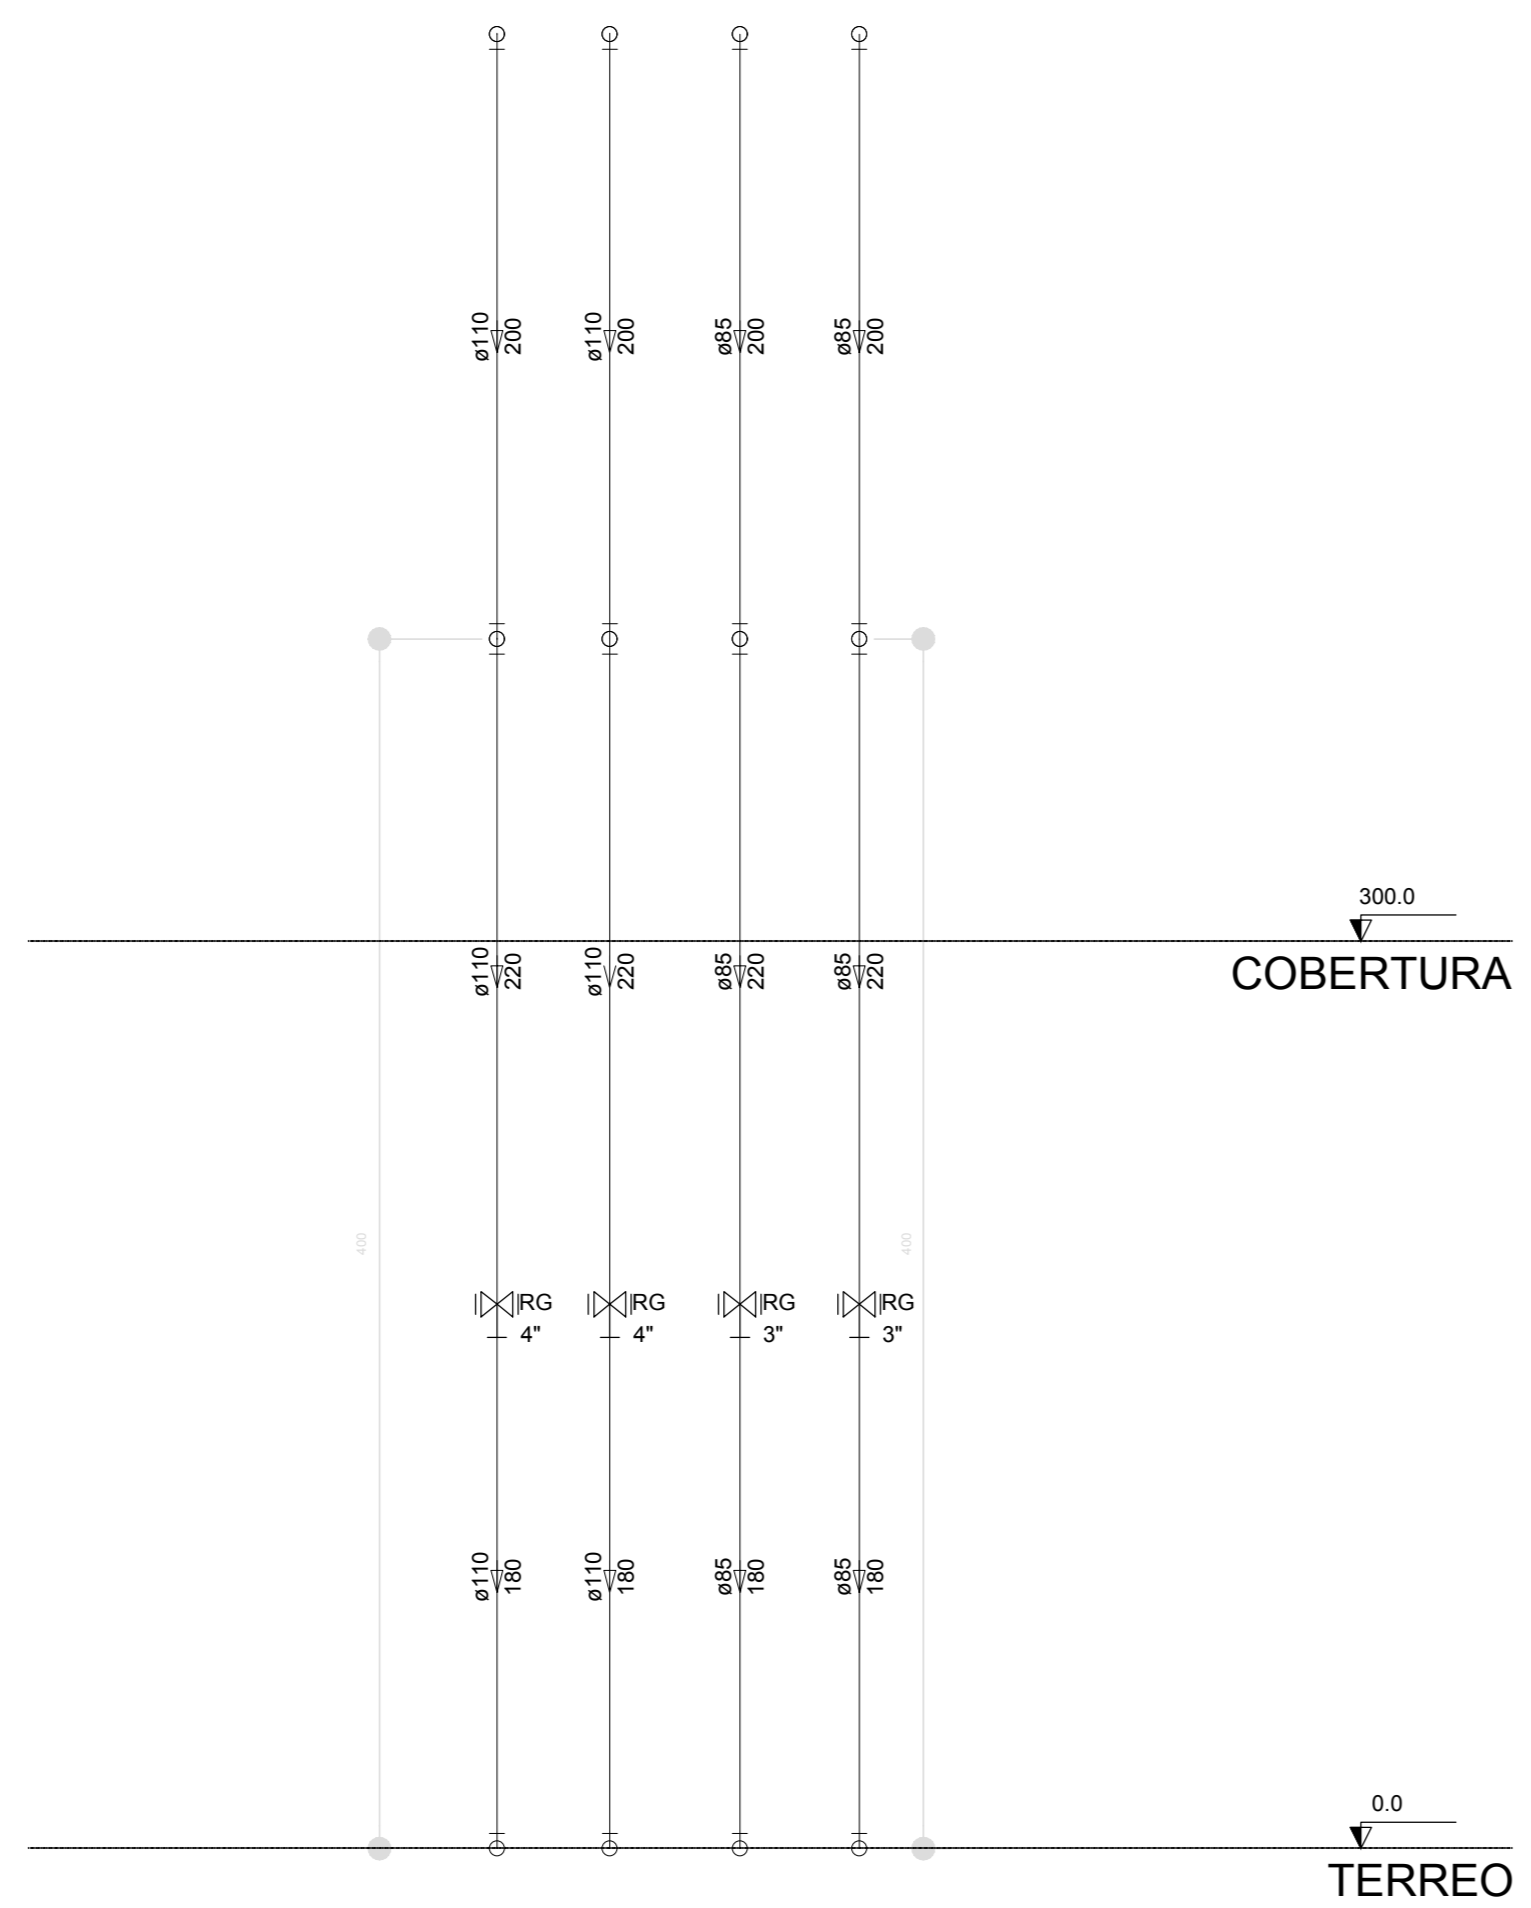 ø110 200 ø110 200 ø85 200 ø85 200
300.0
COBERTURA
ø110 220 ø110 220 ø85 220 ø85 220
400 400
RG RG RG RG
4" 4" 3" 3"
ø110 180 ø110 180 ø85 180 ø85 180
0.0
TERREO